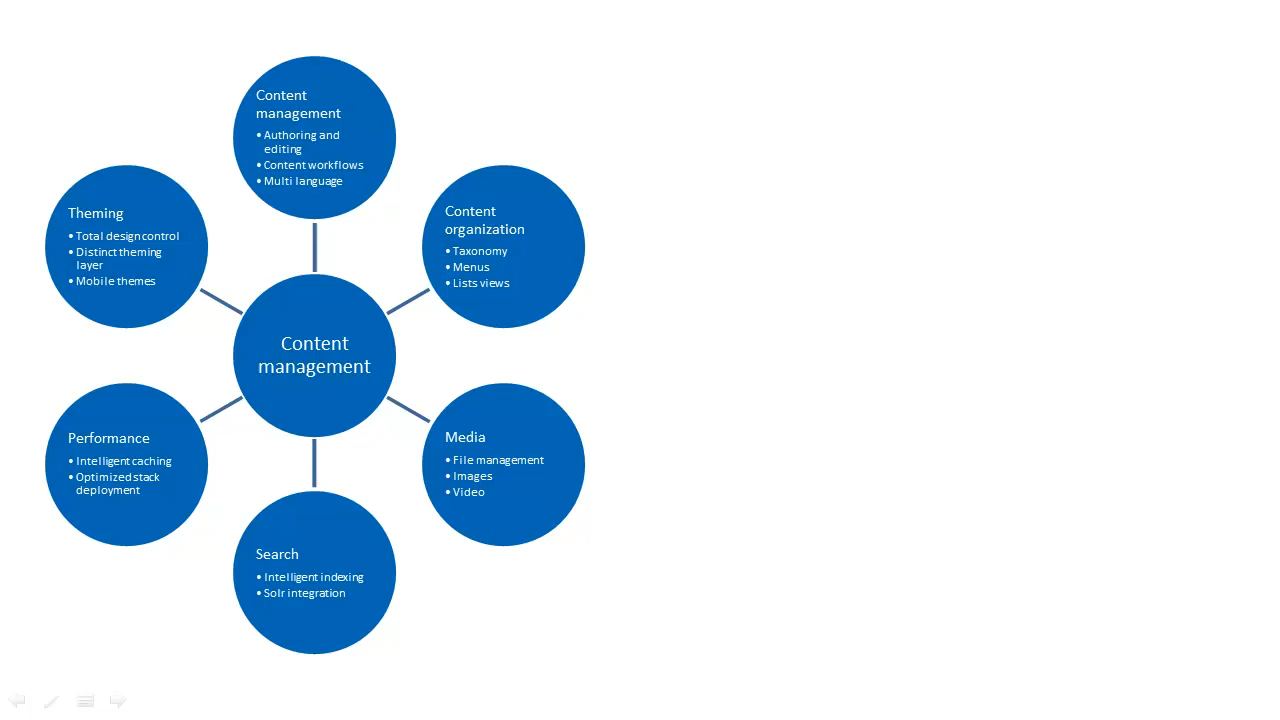 Content
management
• Authoring and
editing
• Content workflows
• Multi language
Theming
• Total design control
• Distinct theming
layer
• Mobile themes
Content
organization
• Taxonomy
• Menus
• Lists views
Content
management
Performance
• Intelligent caching
• Optimized stack
deployment
Media
• File management
• Images
• Video
Search
• Intelligent indexing
• Solr integration